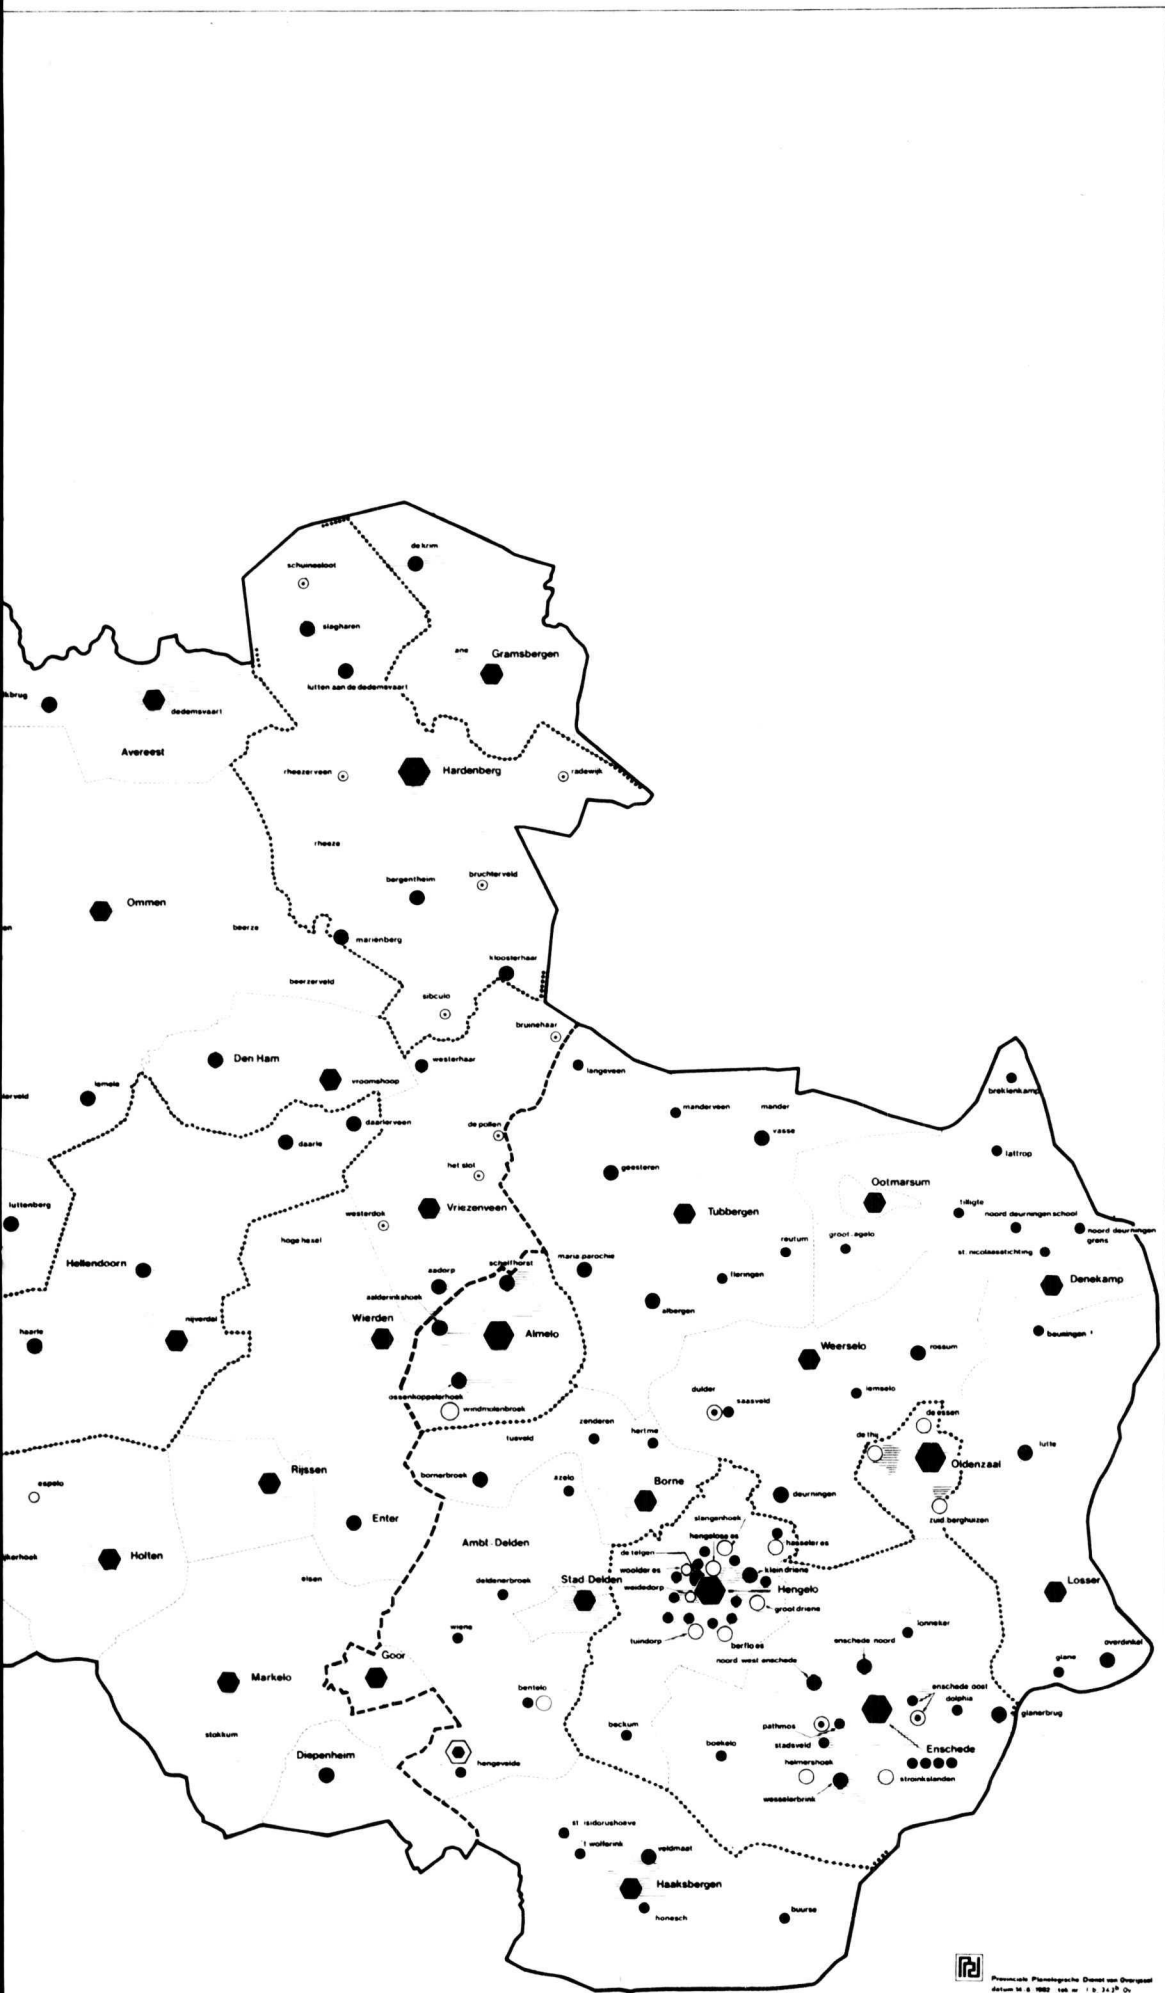 de krim
schuinesloot
slagharen
ane
Gramsbergen
lutten aan de dedemsvaart
lkbrug
dedemsvaart
Avereest
rheezerveen
Hardenberg
radewijk
rheeze
bergentheim
bruchterveld
Ommen
en
beerze
marienberg
kloosterhaar
beerzerveld
sibculo
bruinehaar
Den Ham
westerhaar
langeveen
lemele
vroomshoop
brekienkamp
lerveld
daarlerveen
de pollen
manderveen
mander
vasse
daarle
lattrop
het slot
geesteren
Ootmarsum
luttenberg
westerdok
Vriezenveen
Tubbergen
tilligte
noord deurningen school
noord deurningen
grens
hoge hexel
reutum
groot agelo
st. nicolaasstichting
Hellendoorn
aadorp
schelfhorst
maria parochie
fleringen
Denekamp
aalderinkshoek
albergen
haarle
nijverdal
Wierden
Almelo
Weerselo
rossum
beuningen
ossenkoppelerhoek
windmolenbroek
dulder
saasveld
lemselo
de essen
tusveld
zenderen
hertme
de thij
lutte
Oldenzaal
espelo
Rijssen
bornerbroek
azelo
Borne
deurningen
zuid berghuizen
Enter
slangenhoek
hengelose es
hasseler es
ijkerhoek
Holten
Ambt. Delden
de telgen
woolder es
klein driene
elsen
deldenerbroek
Stad Delden
weidedorp
Hengelo
Losser
groot driene
wiene
tuindorp
berflo es
lonneker
enschede noord
overdinkel
Goor
noord west enschede
glane
Markelo
bentelo
enschede oost
dolphia
glanerbrug
stokkum
beckum
pathmos
stadsveld
Enschede
Diepenheim
boekelo
hengevelde
helmershoek
stroinkslanden
wesselerbrink
st isidorushoeve
't wolferink
veldmaat
Haaksbergen
honesch
buurse
Provinciale Planologische Dienst van Overijssel